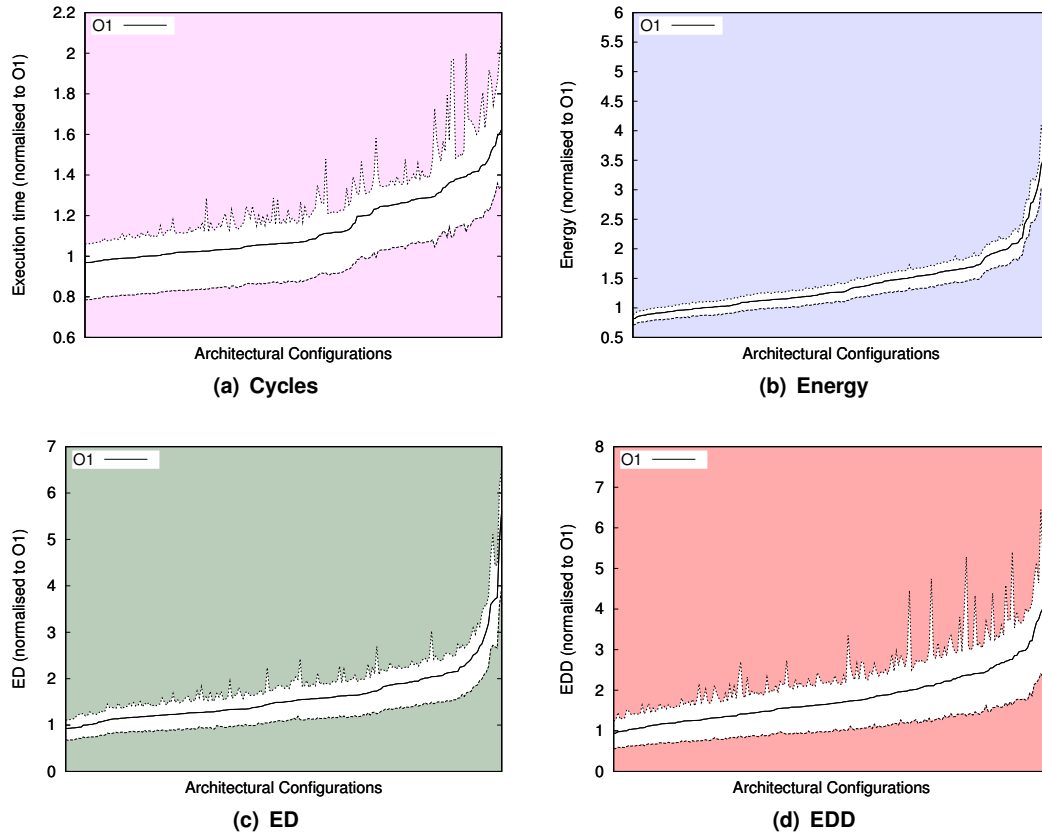 2.2
2
1.8
1.6
1.4
1.2
1
0.8
0.6
O1
Execution time (normalised to O1)
Architectural Configurations
(a) Cycles
6
5.5
5
4.5
4
3.5
3
2.5
2
1.5
1
0.5
O1
Energy (normalised to O1)
Architectural Configurations
(b) Energy
7
6
5
4
3
2
1
0
O1
ED (normalised to O1)
Architectural Configurations
(c) ED
8
7
6
5
4
3
2
1
0
O1
EDD (normalised to O1)
Architectural Configurations
(d) EDD